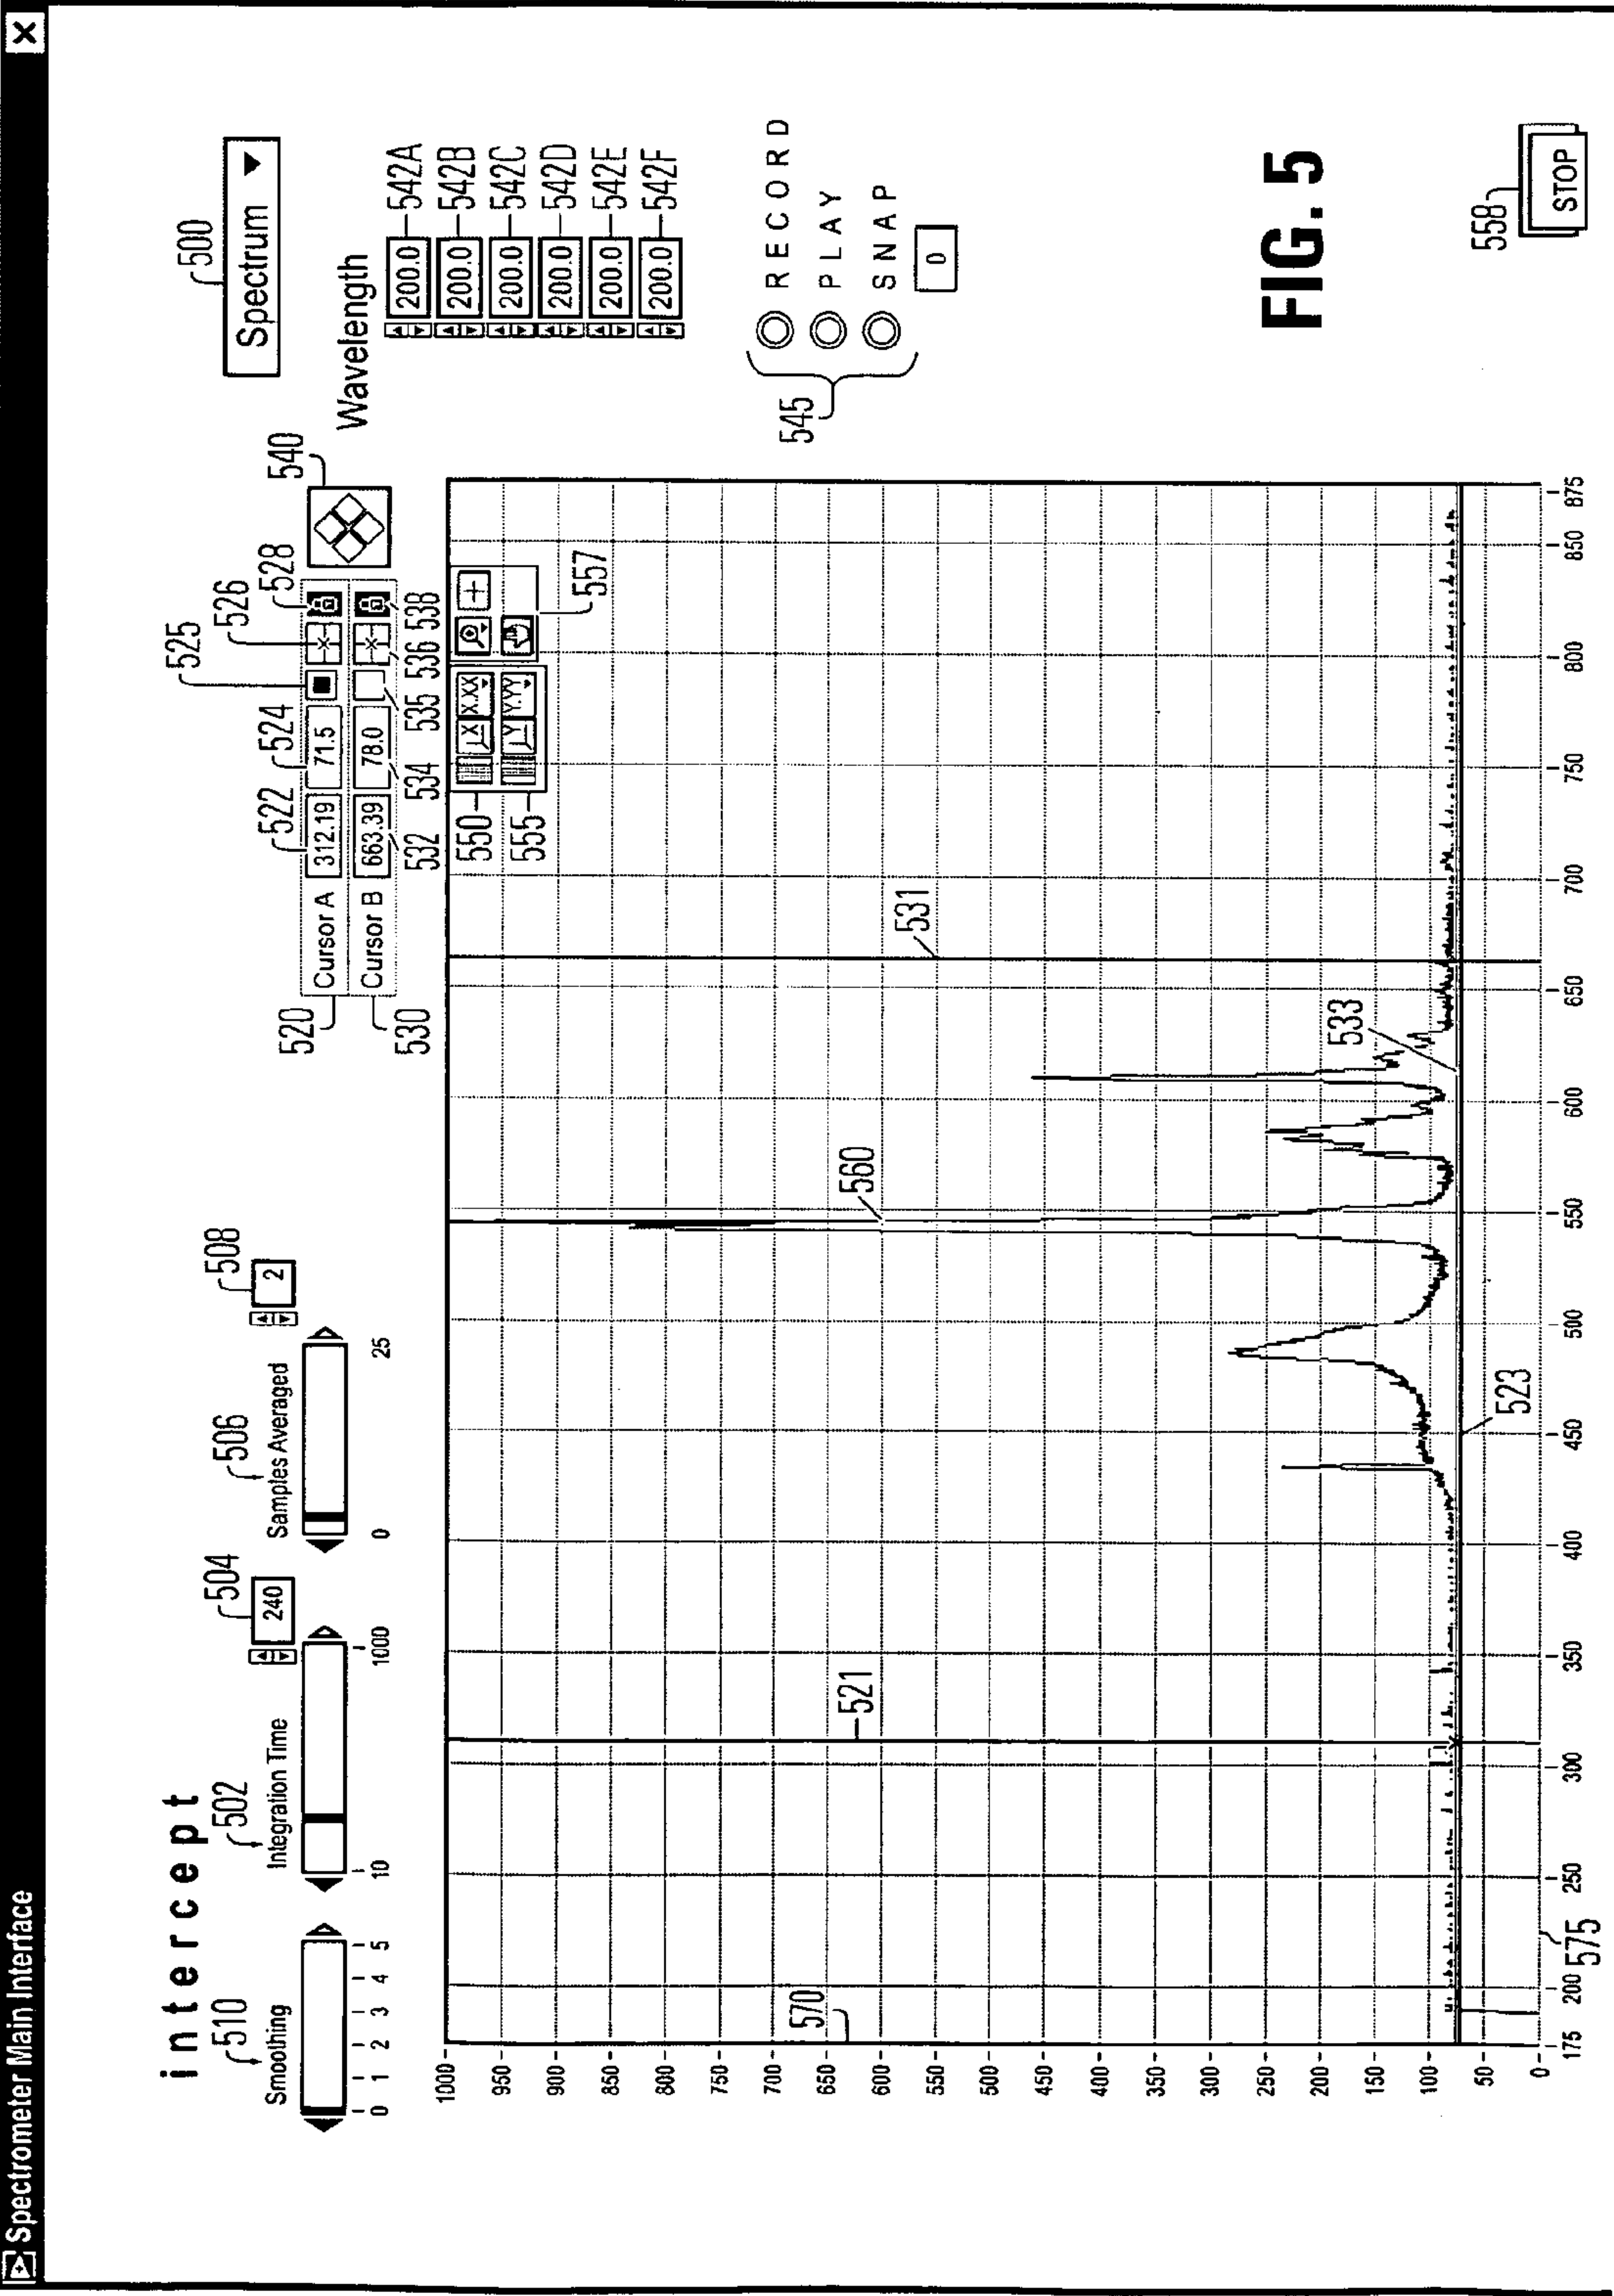 Spectrometer Main Interface
X
intercept
510
Smoothing
0 1 2 3 4 5
502
Integration Time
10 1000
504
240
506
Samples Averaged
0 25
508
2
520
Cursor A 312.19 71.5
522
524
525
526
528
530
Cursor B 663.39 78.0
532
534
535
536
538
540
500
Spectrum
Wavelength
200.0 542A
200.0 542B
200.0 542C
200.0 542D
200.0 542E
200.0 542F
545
RECORD
PLAY
SNAP
0
550
X X.XX
555
Y Y.YY
557
1000
950
900
850
800
750
700
650
600
550
500
450
400
350
300
250
200
150
100
50
0
570
521
560
531
533
523
175 200 250 300 350 400 450 500 550 600 650 700 750 800 850 875
575
FIG. 5
558
STOP